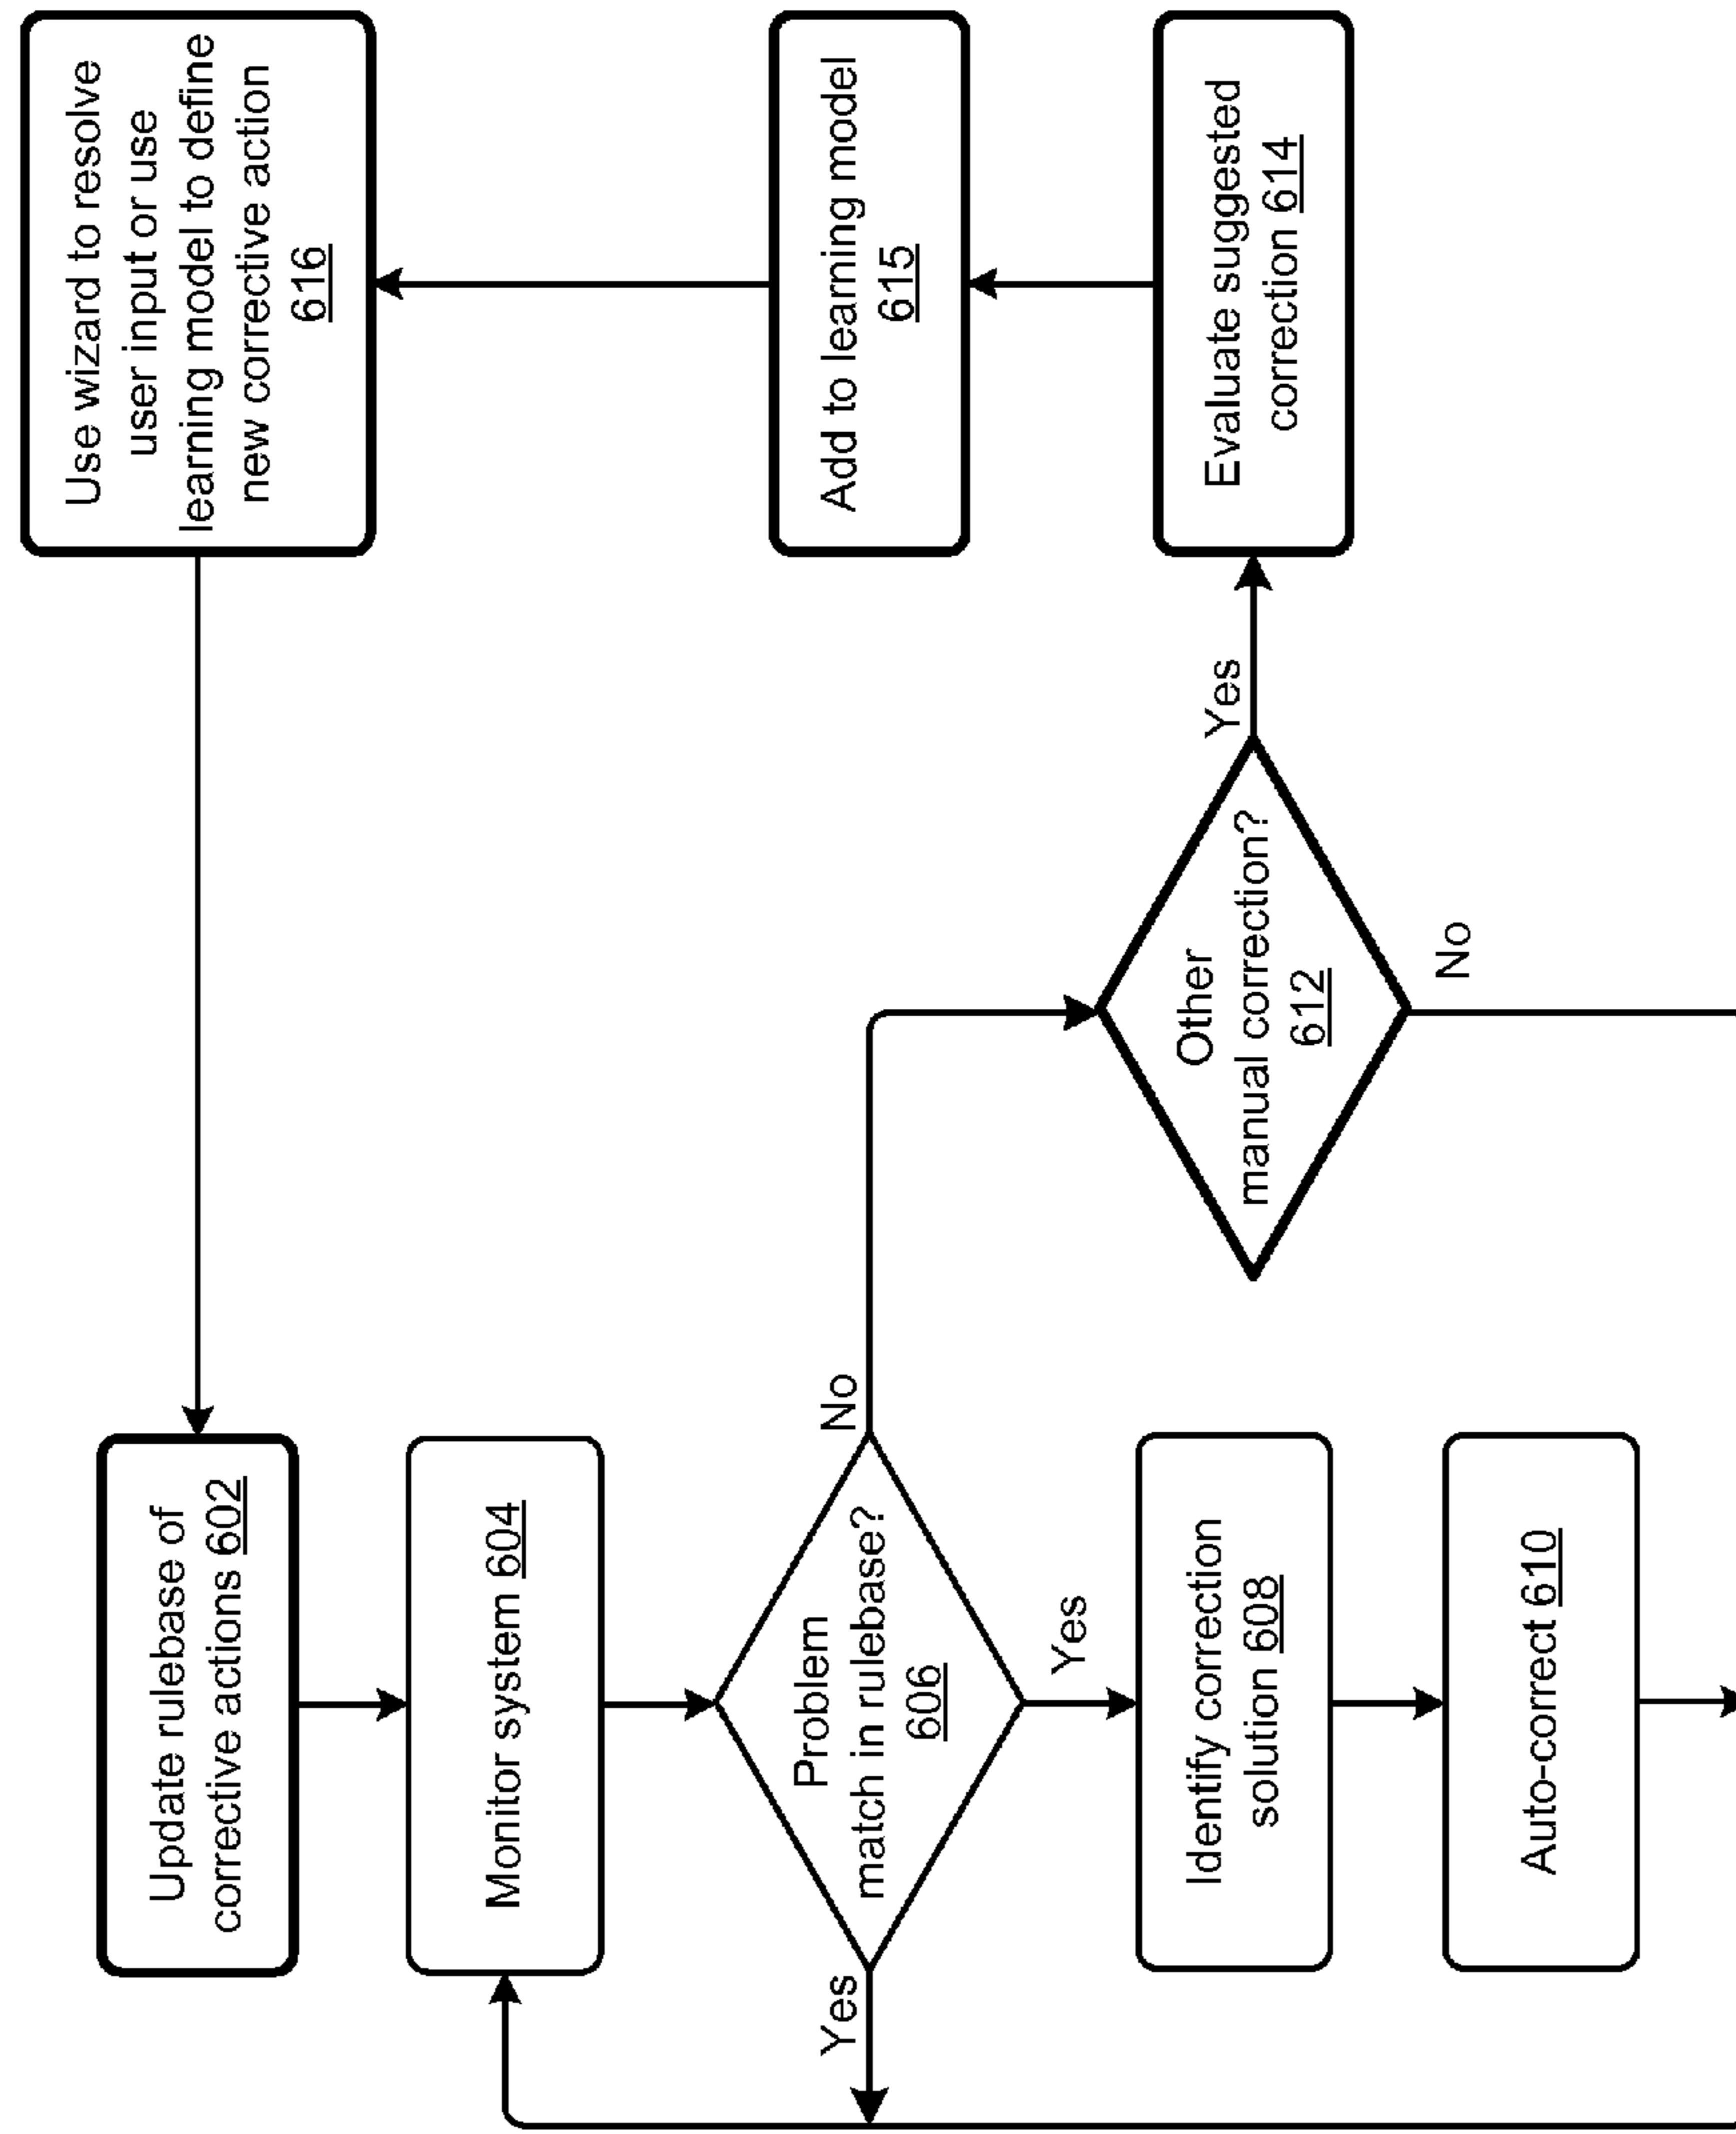 Update rulebase of
corrective actions 602
Monitor system 604
Problem
match in rulebase?
606
Yes
No
Yes
Identify correction
solution 608
Auto-correct 610
Other
manual correction?
612
Yes
No
Evaluate suggested
correction 614
Add to learning model
615
Use wizard to resolve
user input or use
learning model to define
new corrective action
616